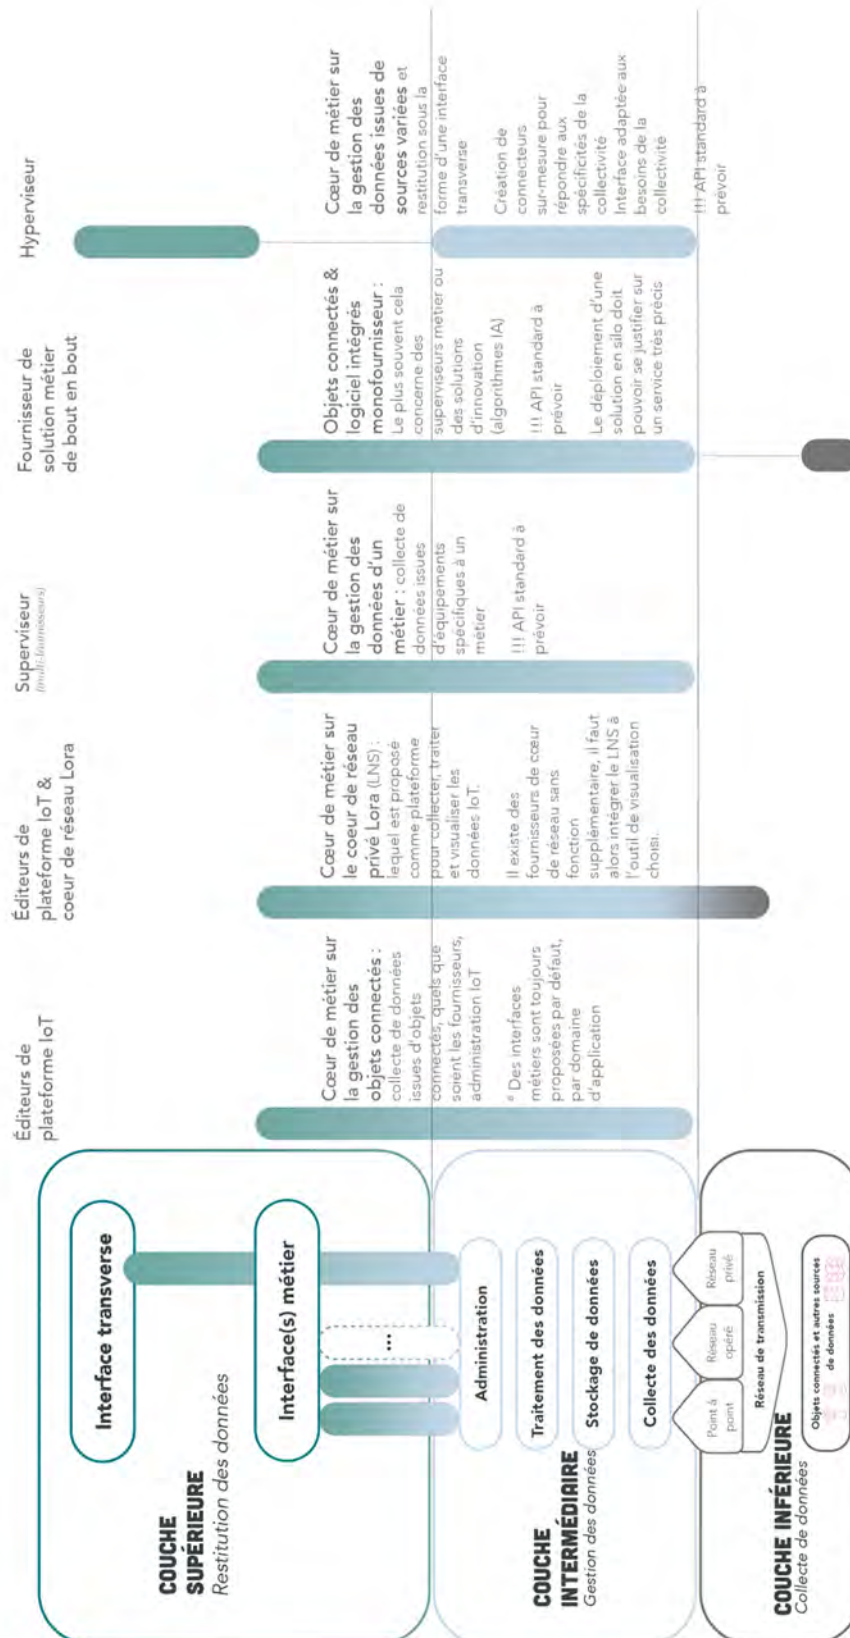 COUCHE
SUPÉRIEURE
Restitution des données
Interface transverse
Interface(s) métier
...
COUCHE
INTERMÉDIAIRE
Gestion des données
Administration
Traitement des données
Stockage de données
Collecte des données
COUCHE INFÉRIEURE
Collecte de données
Point à
point
Réseau
opéré
Réseau
privé
Réseau de transmission
Objets connectés et autres sources
de données
Éditeurs de
plateforme IoT
Cœur de métier sur
la gestion des
objets connectés :
collecte de données
issues d'objets
connectés, quels que
soient les fournisseurs,
administration IoT
Des interfaces
métiers sont toujours
proposées par défaut,
par domaine
d'application
Éditeurs de
plateforme IoT &
coeur de réseau Lora
Cœur de métier sur
le coeur de réseau
privé Lora (LNS) :
lequel est proposé
comme plateforme
pour collecter, traiter
et visualiser les
données IoT.
Il existe des
fournisseurs de cœur
de réseau sans
fonction
supplémentaire, il faut
alors intégrer le LNS à
l'outil de visualisation
choisi.
Superviseur
(multi-fournisseurs)
Cœur de métier sur
la gestion des
données d'un
métier : collecte de
données issues
d'équipements
spécifiques à un
métier
!!! API standard à
prévoir
Fournisseur de
solution métier
de bout en bout
Objets connectés &
logiciel intégrés
monofournisseur :
Le plus souvent cela
concerne des
superviseurs métier ou
des solutions
d'innovation
(algorithmes IA)
!!! API standard à
prévoir
Le déploiement d'une
solution en silo doit
pouvoir se justifier sur
un service très précis
Hyperviseur
Cœur de métier sur
la gestion des
données issues de
sources variées et
restitution sous la
forme d'une interface
transverse
Création de
connecteurs
sur-mesure pour
répondre aux
spécificités de la
collectivité
Interface adaptée aux
besoins de la
collectivité
!!! API standard à
prévoir